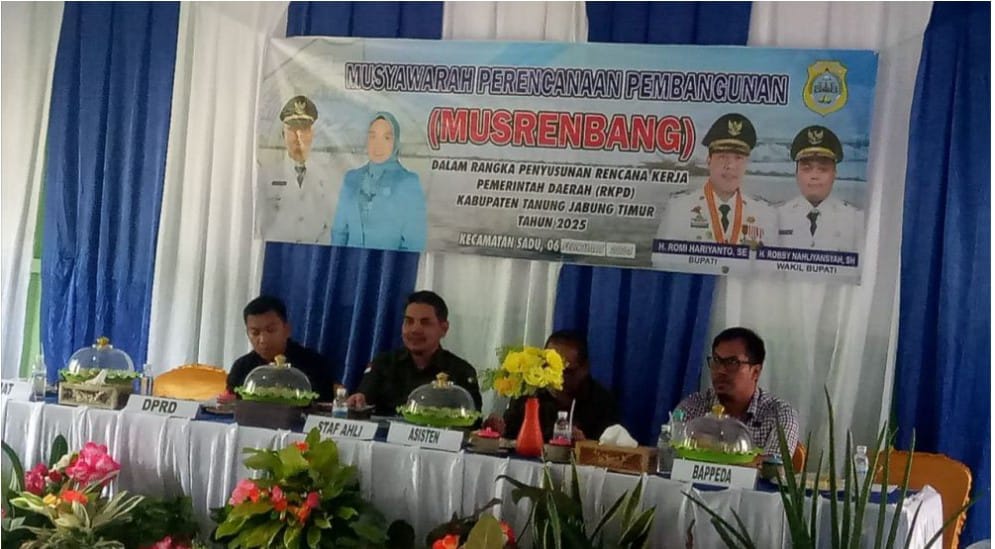 MUSYAWARAH PERENCANAAN PEMBANGUNAN
(MUSRENBANG)
DALAM RANGKA PENYUSUNAN RENCANA KERJA
PEMERINTAH DAERAH (RKPD)
KABUPATEN TANUNG JABUNG TIMUR
TAHUN 2025
KECAMATAN SADU, 06
H. ROMI HARIYANTO, SE
BUPATI
H. ROBBY NAHLIYANSYAH, SH
WAKIL BUPATI
MAT
DPRD
STAF AHLI
ASISTEN
BAPPEDA